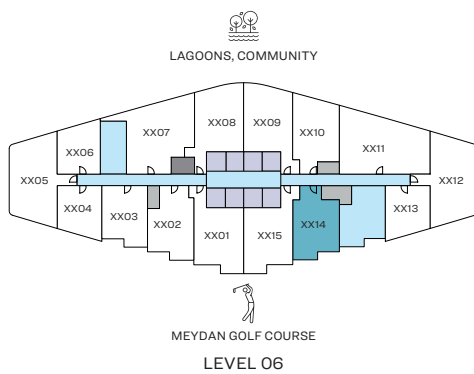 LAGOONS, COMMUNITY
XX08
XX09
XX07
XX10
XX06
XX11
XX05
XX12
XX04
XX03
XX02
XX01
XX15
XX14
XX13
MEYDAN GOLF COURSE
LEVEL 06